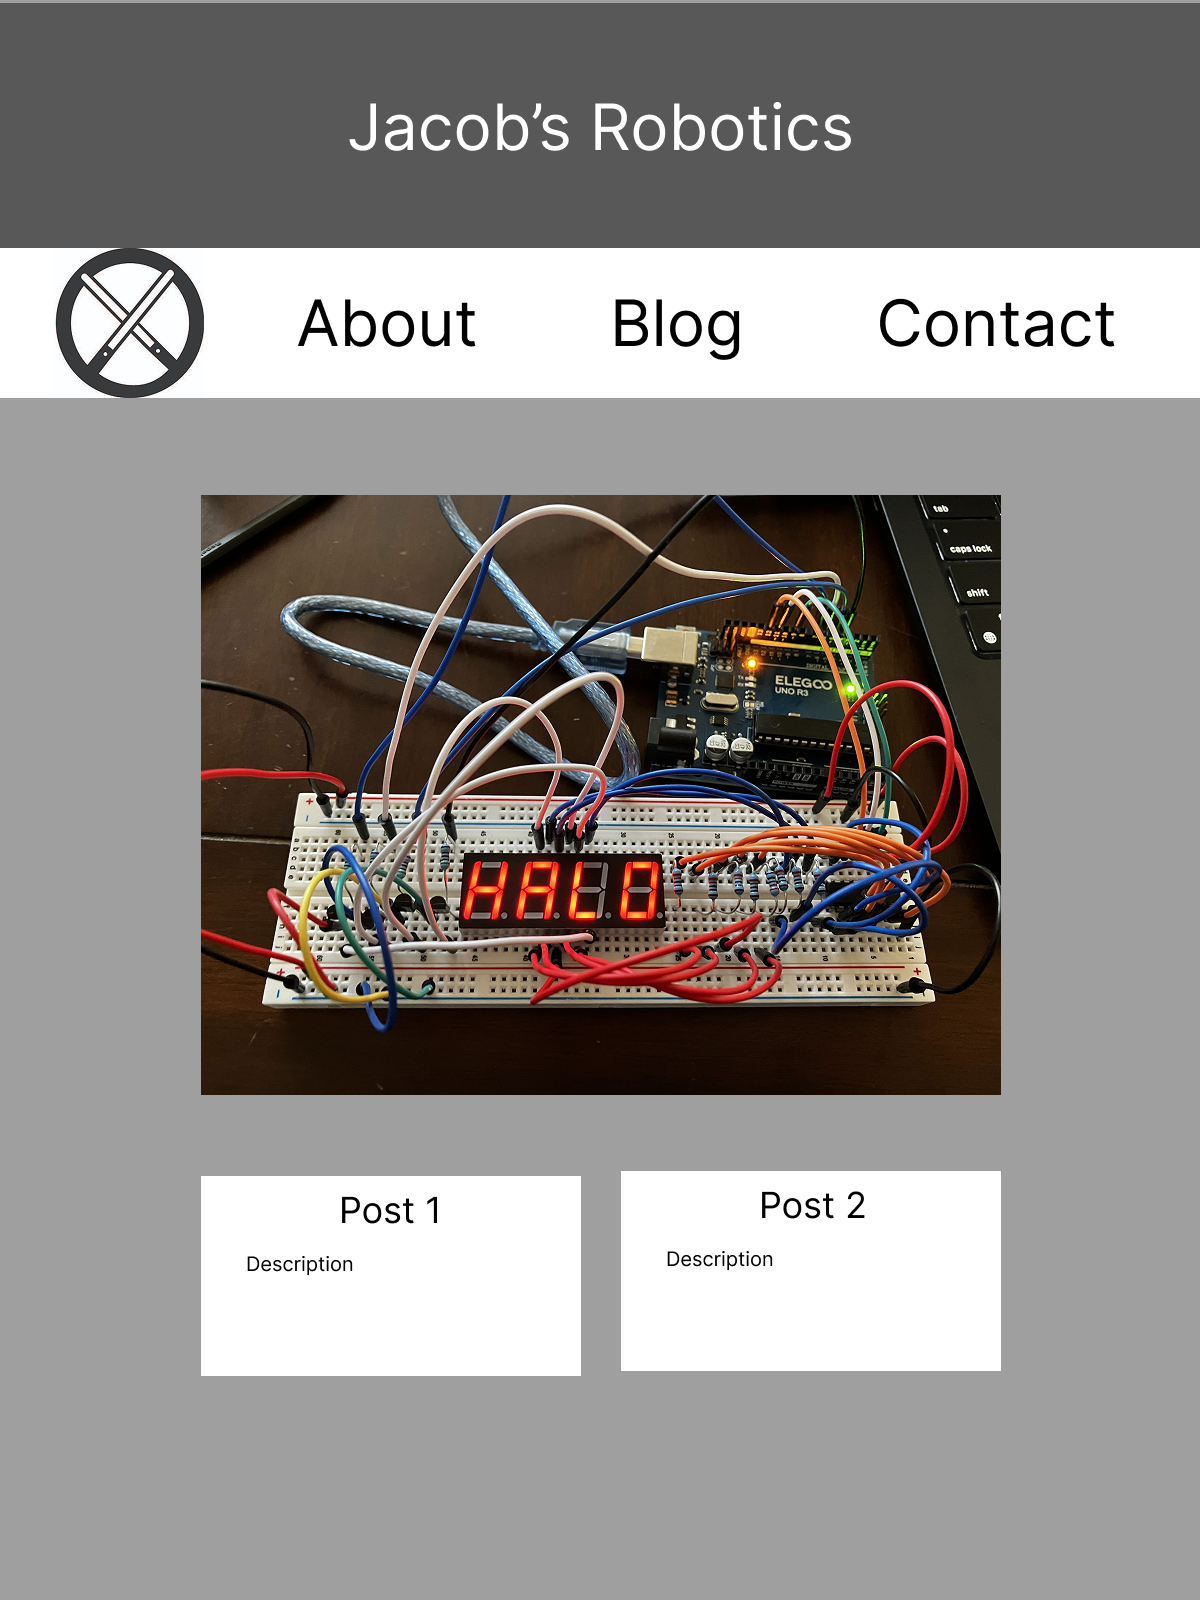 Jacob’s Robotics
About Blog Contact
tab
caps lock
shift
ELEGOO
UNO R3
HALO
Post 1
Post 2
Description
Description